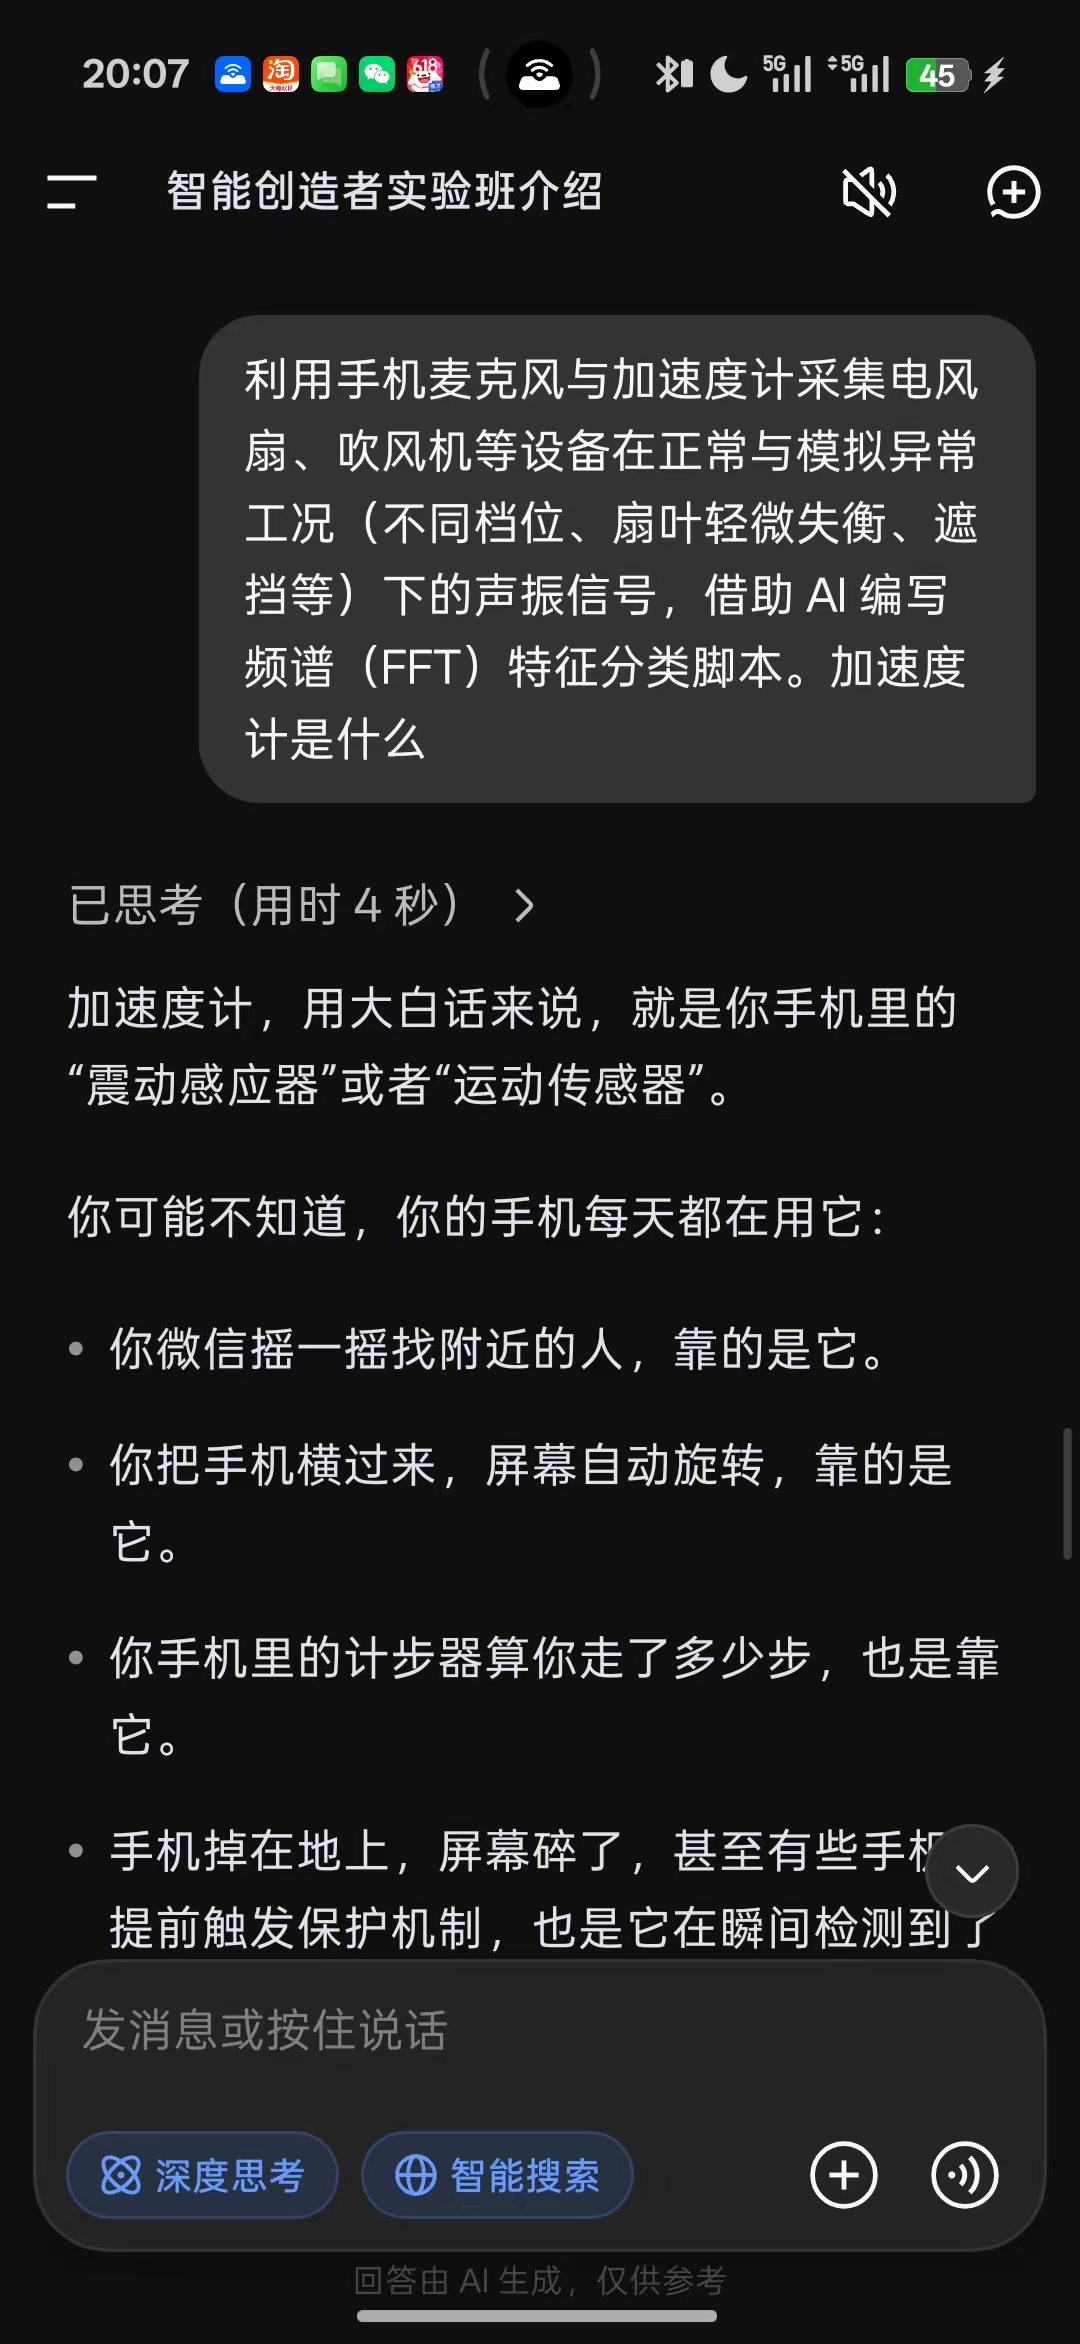 20:07
淘
618
5G
5G
45
智能创造者实验班介绍
利用手机麦克风与加速度计采集电风
扇、吹风机等设备在正常与模拟异常
工况（不同档位、扇叶轻微失衡、遮
挡等）下的声振信号，借助 AI 编写
频谱（FFT）特征分类脚本。加速度
计是什么
已思考（用时 4 秒）
加速度计，用大白话来说，就是你手机里的
“震动感应器”或者“运动传感器”。
你可能不知道，你的手机每天都在用它：
• 你微信摇一摇找附近的人，靠的是它。
• 你把手机横过来，屏幕自动旋转，靠的是
它。
• 你手机里的计步器算你走了多少步，也是靠
它。
• 手机掉在地上，屏幕碎了，甚至有些手机
提前触发保护机制，也是它在瞬间检测到了
发消息或按住说话
深度思考
智能搜索
回答由 AI 生成，仅供参考